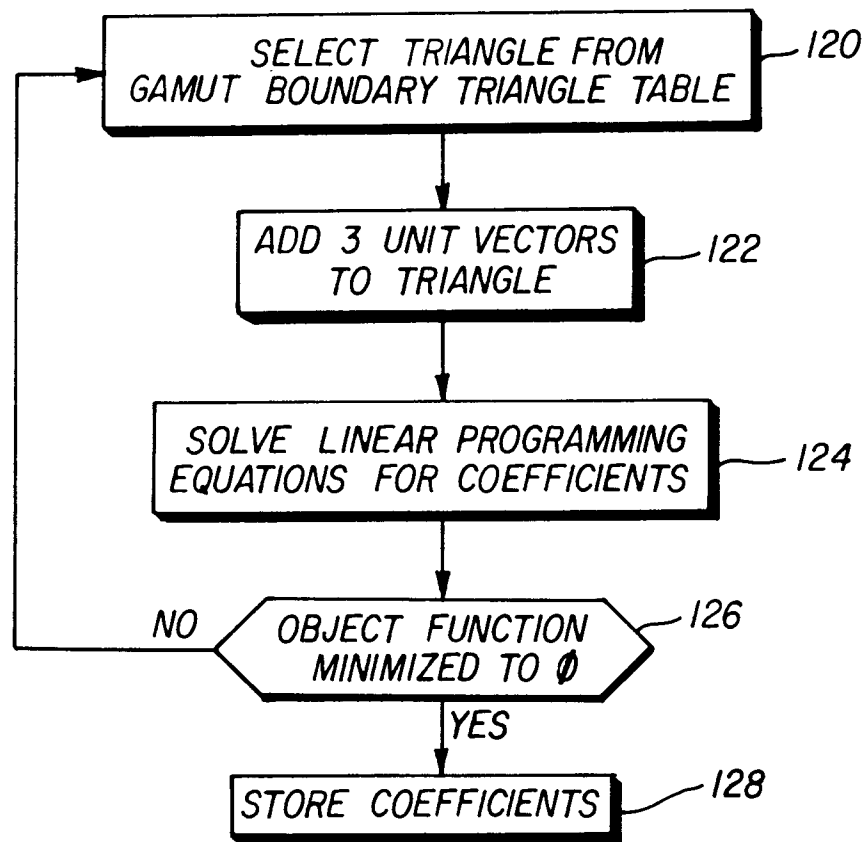 SELECT TRIANGLE FROM
GAMUT BOUNDARY TRIANGLE TABLE
120
ADD 3 UNIT VECTORS
TO TRIANGLE
122
SOLVE LINEAR PROGRAMMING
EQUATIONS FOR COEFFICIENTS
124
NO
OBJECT FUNCTION
MINIMIZED TO Ø
126
YES
STORE COEFFICIENTS
128